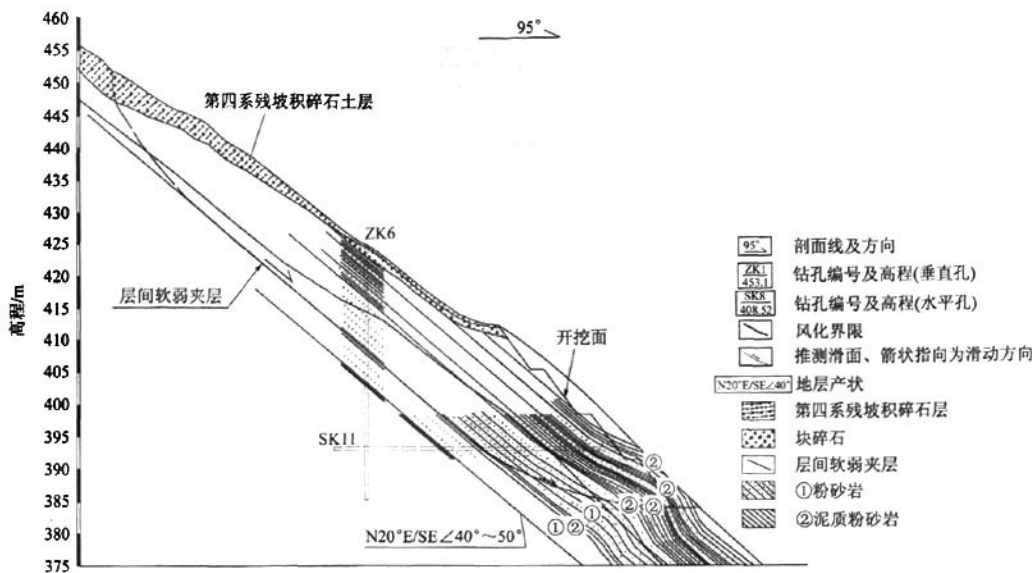 460
455
450
445
440
435
430
425
420
415
410
405
400
395
390
385
380
375
高程/m
95°
第四系残坡积碎石土层
ZK6
层间软弱夹层
开挖面
SK11
N20°E/SE∠40°～50°
① ② ① ② ② ② ②
95° 剖面线及方向
ZK1
453.1 钻孔编号及高程(垂直孔)
SK8
408.52 钻孔编号及高程(水平孔)
风化界限
推测滑面、箭状指向为滑动方向
N20°E/SE∠40° 地层产状
第四系残坡积碎石层
块碎石
层间软弱夹层
①粉砂岩
②泥质粉砂岩